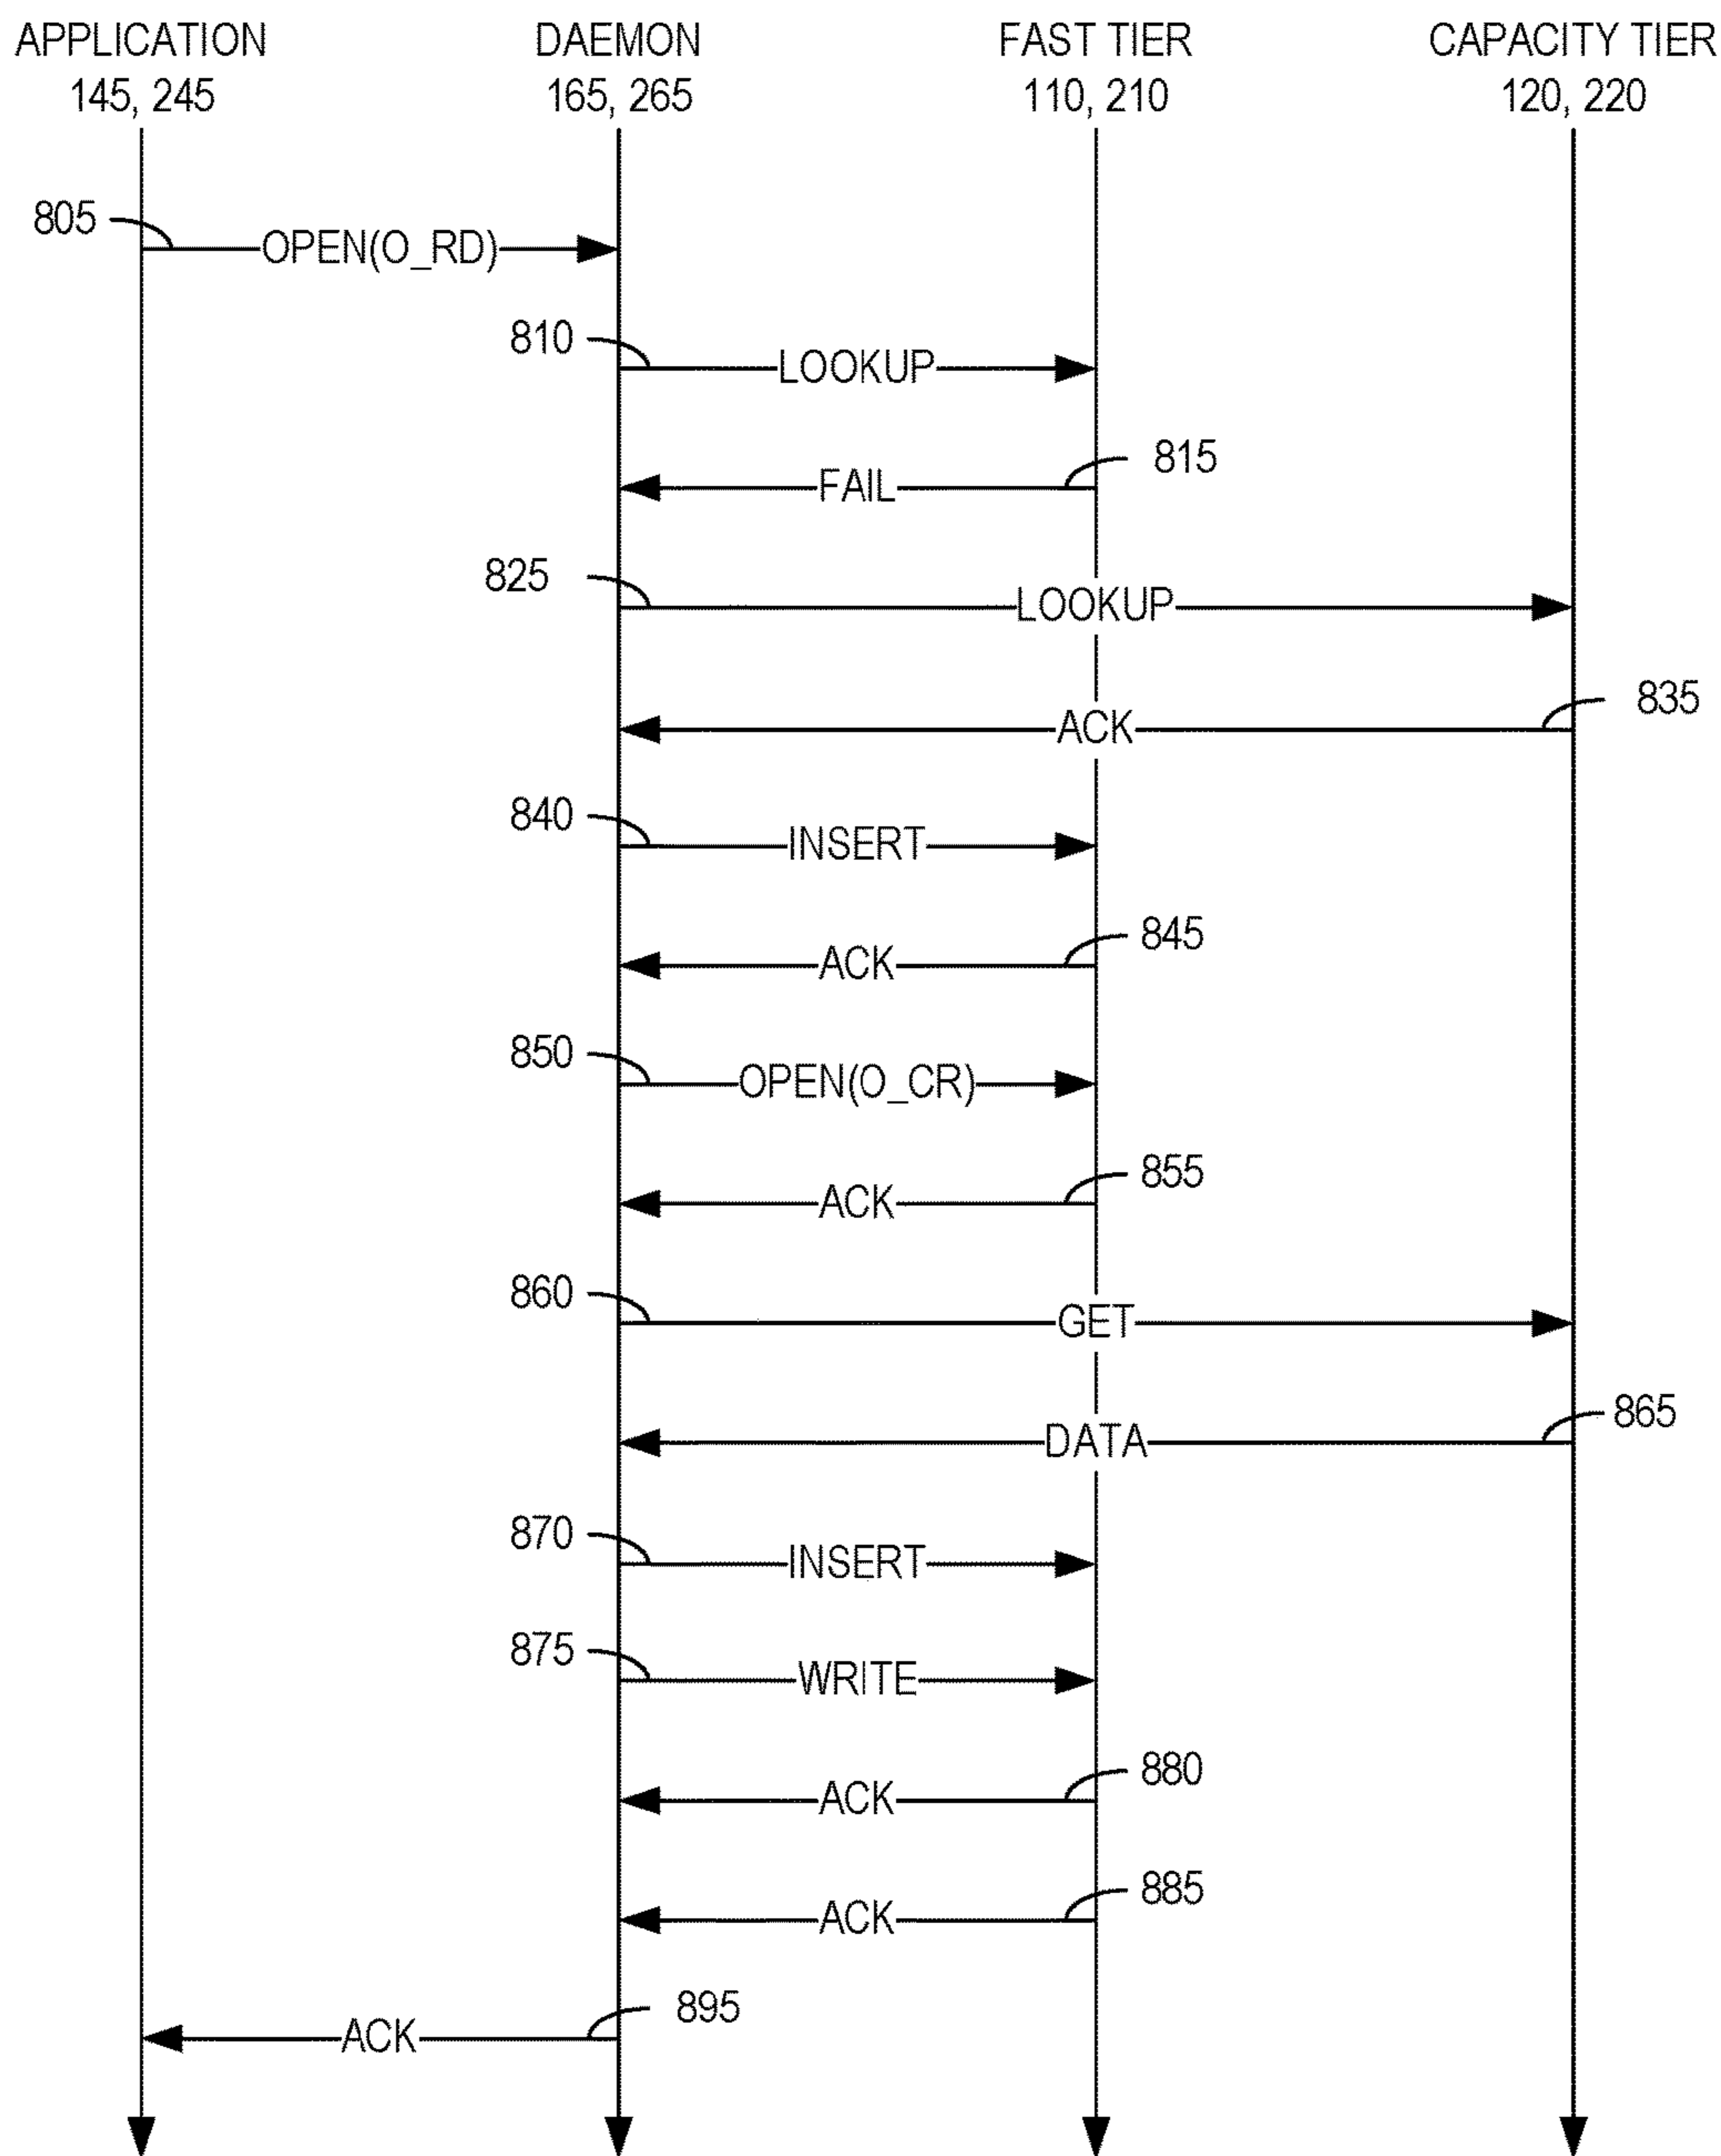 APPLICATION
145, 245
DAEMON
165, 265
FAST TIER
110, 210
CAPACITY TIER
120, 220
805
OPEN(O_RD)
810
LOOKUP
815
FAIL
825
LOOKUP
835
ACK
840
INSERT
845
ACK
850
OPEN(O_CR)
855
ACK
860
GET
865
DATA
870
INSERT
875
WRITE
880
ACK
885
ACK
895
ACK